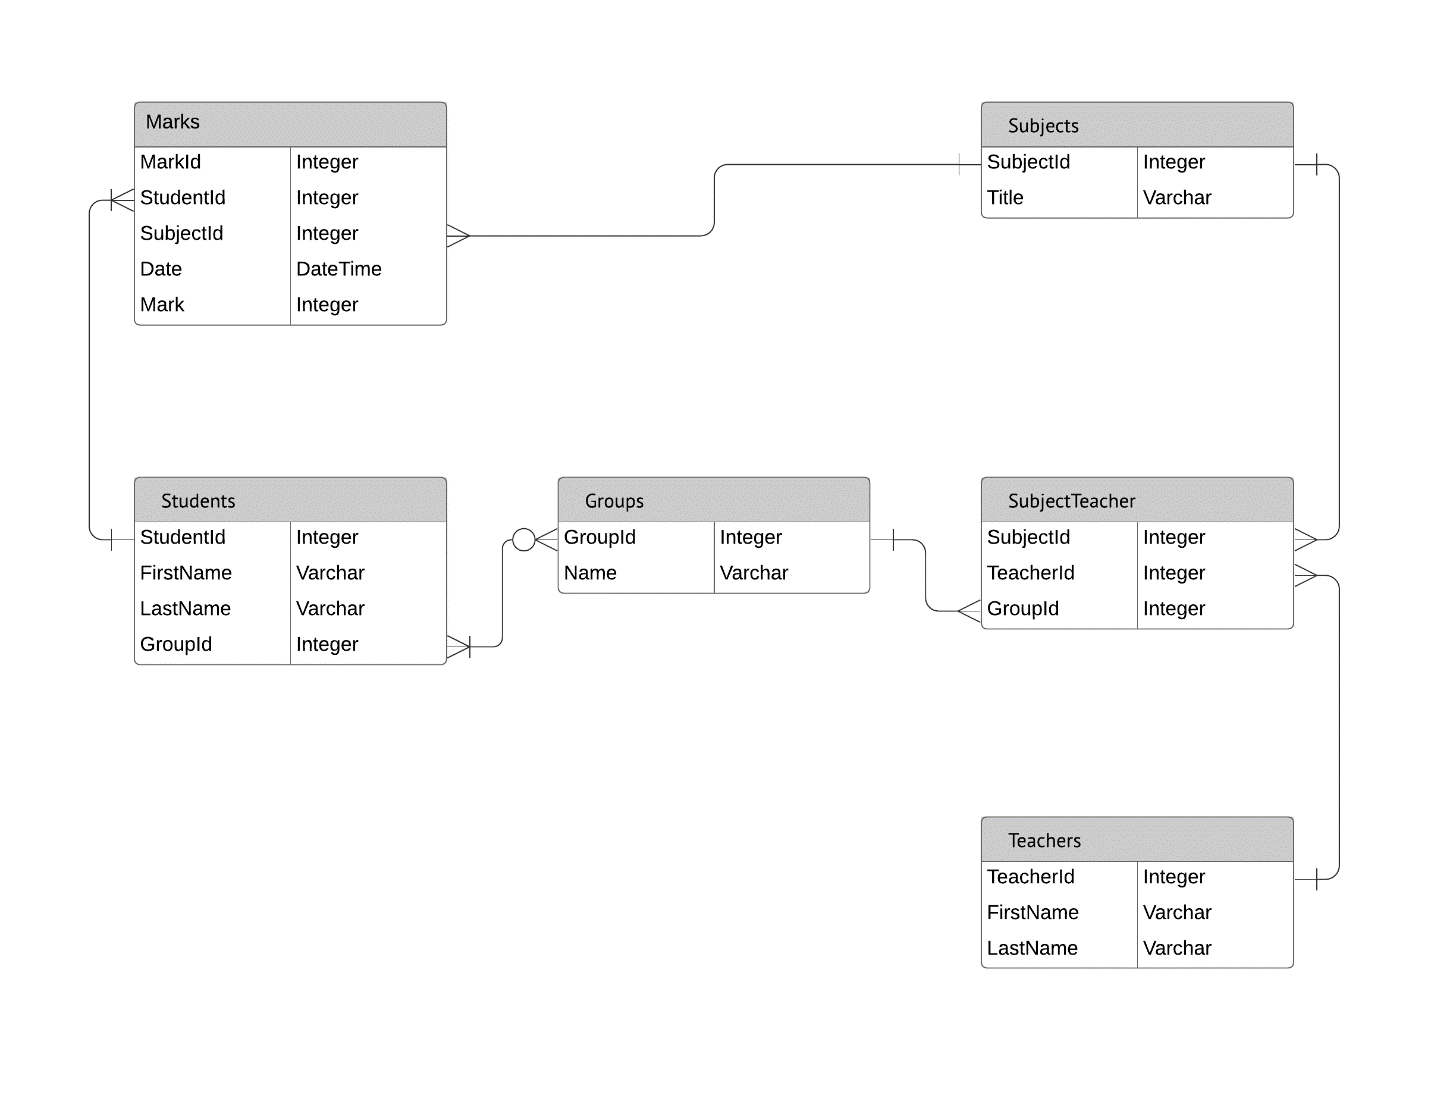 Marks
MarkId Integer
StudentId Integer
SubjectId Integer
Date DateTime
Mark Integer
Subjects
SubjectId Integer
Title Varchar
Students
StudentId Integer
FirstName Varchar
LastName Varchar
GroupId Integer
Groups
GroupId Integer
Name Varchar
SubjectTeacher
SubjectId Integer
TeacherId Integer
GroupId Integer
Teachers
TeacherId Integer
FirstName Varchar
LastName Varchar